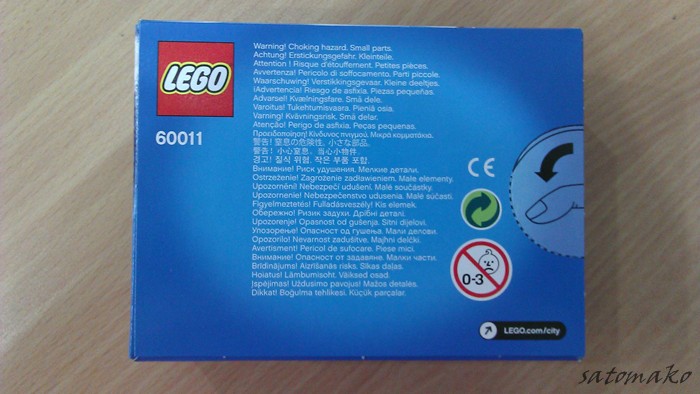 LEGO
60011
Warning! Choking hazard. Small parts.
Achtung! Erstickungsgefahr. Kleinteile.
Attention ! Risque d'étouffement. Petites pièces.
Avvertenza! Pericolo di soffocamento. Parti piccole.
Waarschuwing! Verstikkingsgevaar. Kleine deeltjes.
¡Advertencia! Riesgo de asfixia. Piezas pequeñas.
Advarsel! Kvælningsfare. Små dele.
Varoitus! Tukehtumisvaara. Pieniä osia.
Varning! Kvävningsrisk. Små delar.
Atenção! Perigo de asfixia. Peças pequenas.
Προειδοποίηση! Κίνδυνος πνιγμού. Μικρά κομματάκια.
警告! 窒息の危険性。小さな部品。
警告! 小心窒息。当心小物件。
경고! 질식 위험. 작은 부품 포함.
Внимание! Риск удушения. Мелкие детали.
Ostrzeżenie! Zagrożenie zadławieniem. Małe elementy.
Upozornění! Nebezpečí udušení. Malé součástky.
Upozornenie! Nebezpečenstvo udusenia. Malé súčasti.
Figyelmeztetés! Fulladásveszély! Kis elemek.
Обережно! Ризик задухи. Дрібні деталі.
Upozorenje! Opasnost od gušenja. Sitni dijelovi.
Упозорење! Опасност од гушења. Мали делови.
Opozorilo! Nevarnost zadušitve. Majhni delčki.
Avertisment! Pericol de sufocare. Piese mici.
Внимание! Опасност от задавяне. Малки части.
Brīdinājums! Aizrīšanās risks. Sīkas daļas.
Hoiatus! Lämbumisoht. Väiksed osad.
Įspėjimas! Uždusimo pavojus! Mažos detalės.
Dikkat! Boğulma tehlikesi. Küçük parçalar.
CE
0-3
LEGO.com/city
satomako